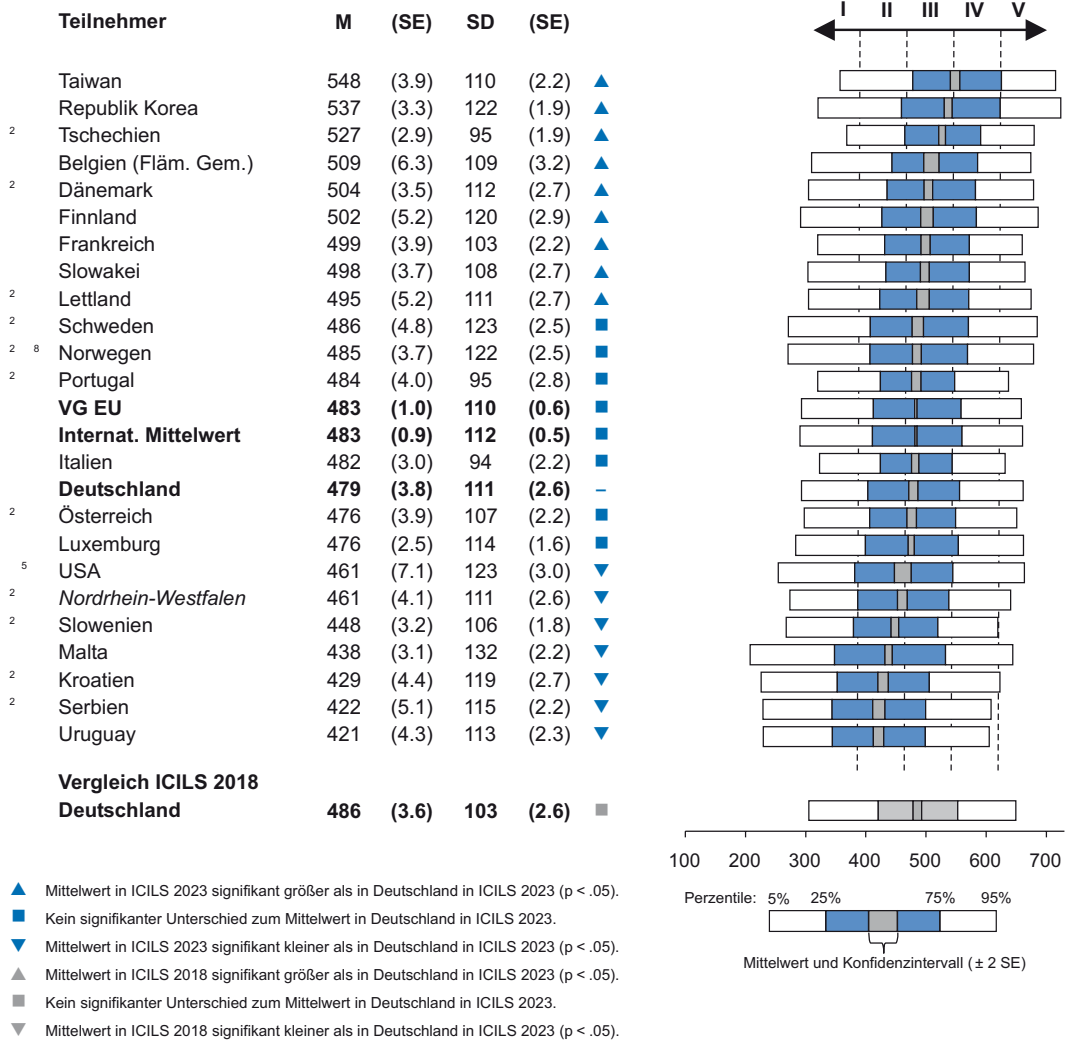 Teilnehmer M (SE) SD (SE) I II III IV V
Taiwan 548 (3.9) 110 (2.2) ▲
Republik Korea 537 (3.3) 122 (1.9) ▲
2 Tschechien 527 (2.9) 95 (1.9) ▲
Belgien (Fläm. Gem.) 509 (6.3) 109 (3.2) ▲
2 Dänemark 504 (3.5) 112 (2.7) ▲
Finnland 502 (5.2) 120 (2.9) ▲
Frankreich 499 (3.9) 103 (2.2) ▲
Slowakei 498 (3.7) 108 (2.7) ▲
2 Lettland 495 (5.2) 111 (2.7) ▲
2 Schweden 486 (4.8) 123 (2.5) ■
2 8 Norwegen 485 (3.7) 122 (2.5) ■
2 Portugal 484 (4.0) 95 (2.8) ■
VG EU 483 (1.0) 110 (0.6) ■
Internat. Mittelwert 483 (0.9) 112 (0.5) ■
Italien 482 (3.0) 94 (2.2) ■
Deutschland 479 (3.8) 111 (2.6) –
2 Österreich 476 (3.9) 107 (2.2) ■
Luxemburg 476 (2.5) 114 (1.6) ■
5 USA 461 (7.1) 123 (3.0) ▼
2 Nordrhein-Westfalen 461 (4.1) 111 (2.6) ▼
2 Slowenien 448 (3.2) 106 (1.8) ▼
Malta 438 (3.1) 132 (2.2) ▼
2 Kroatien 429 (4.4) 119 (2.7) ▼
2 Serbien 422 (5.1) 115 (2.2) ▼
Uruguay 421 (4.3) 113 (2.3) ▼
Vergleich ICILS 2018
Deutschland 486 (3.6) 103 (2.6) ■
100 200 300 400 500 600 700
▲ Mittelwert in ICILS 2023 signifikant größer als in Deutschland in ICILS 2023 (p < .05).
■ Kein signifikanter Unterschied zum Mittelwert in Deutschland in ICILS 2023.
▼ Mittelwert in ICILS 2023 signifikant kleiner als in Deutschland in ICILS 2023 (p < .05).
▲ Mittelwert in ICILS 2018 signifikant größer als in Deutschland in ICILS 2023 (p < .05).
■ Kein signifikanter Unterschied zum Mittelwert in Deutschland in ICILS 2023.
▼ Mittelwert in ICILS 2018 signifikant kleiner als in Deutschland in ICILS 2023 (p < .05).
Perzentile: 5% 25% 75% 95%
Mittelwert und Konfidenzintervall (± 2 SE)